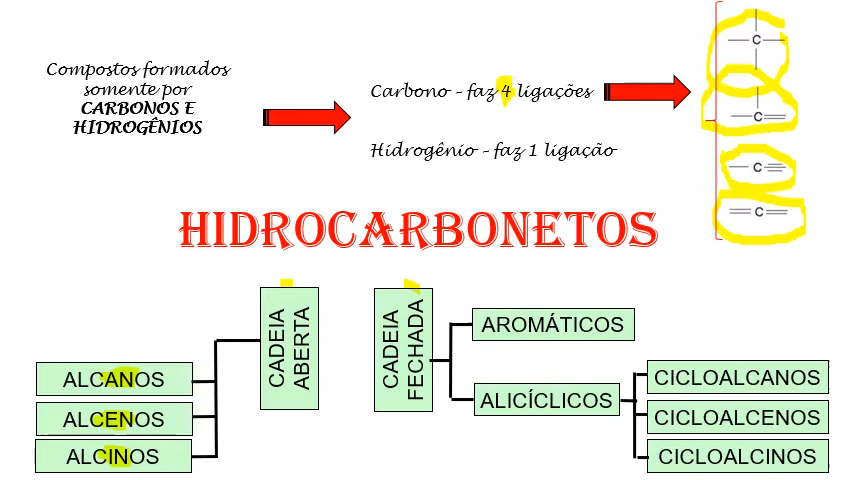 Compostos formados
somente por
CARBONOS E
HIDROGÊNIOS
Carbono - faz 4 ligações
Hidrogênio - faz 1 ligação
C
C
C
C
HIDROCARBONETOS
CADEIA
ABERTA
ALCANOS
ALCENOS
ALCINOS
CADEIA
FECHADA
AROMÁTICOS
ALICÍCLICOS
CICLOALCANOS
CICLOALCENOS
CICLOALCINOS